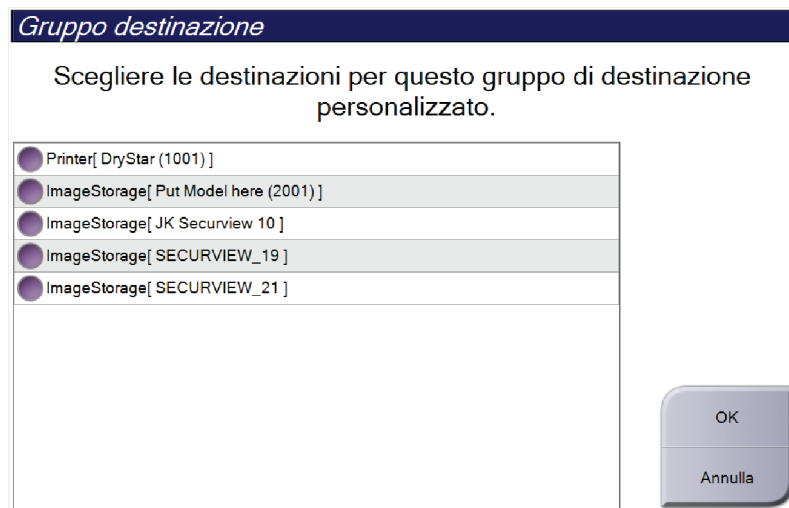 Gruppo destinazione
Scegliere le destinazioni per questo gruppo di destinazione
personalizzato.
Printer[ DryStar (1001) ]
ImageStorage[ Put Model here (2001) ]
ImageStorage[ JK Securview 10 ]
ImageStorage[ SECURVIEW_19 ]
ImageStorage[ SECURVIEW_21 ]
OK
Annulla